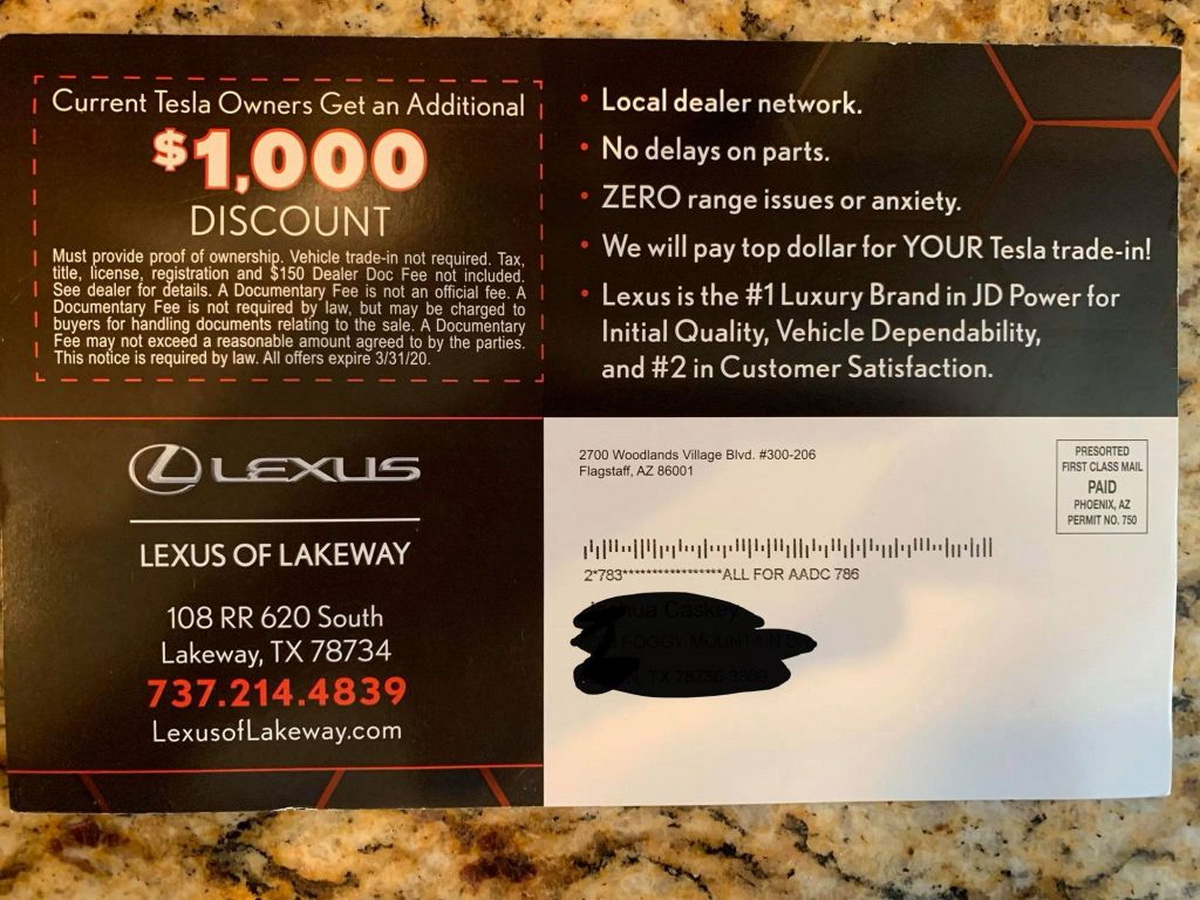 Current Tesla Owners Get an Additional
$1,000
DISCOUNT
Must provide proof of ownership. Vehicle trade-in not required. Tax,
title, license, registration and $150 Dealer Doc Fee not included.
See dealer for details. A Documentary Fee is not an official fee. A
Documentary Fee is not required by law, but may be charged to
buyers for handling documents relating to the sale. A Documentary
Fee may not exceed a reasonable amount agreed to by the parties.
This notice is required by law. All offers expire 3/31/20.
• Local dealer network.
• No delays on parts.
• ZERO range issues or anxiety.
• We will pay top dollar for YOUR Tesla trade-in!
• Lexus is the #1 Luxury Brand in JD Power for
Initial Quality, Vehicle Dependability,
and #2 in Customer Satisfaction.
LEXUS
LEXUS OF LAKEWAY
108 RR 620 South
Lakeway, TX 78734
737.214.4839
LexusofLakeway.com
2700 Woodlands Village Blvd. #300-206
Flagstaff, AZ 86001
PRESORTED
FIRST CLASS MAIL
PAID
PHOENIX, AZ
PERMIT NO. 750
2*783*****************ALL FOR AADC 786